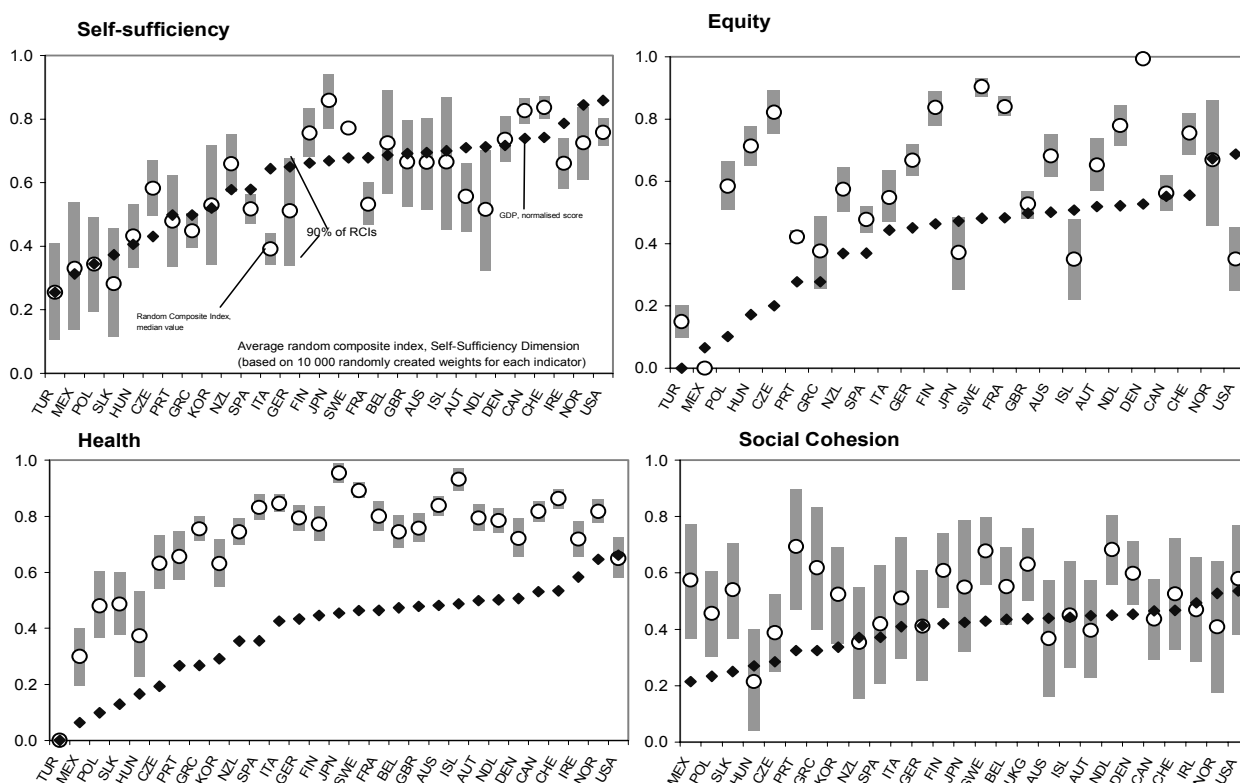 Self-sufficiency
1.0
0.8
0.6
0.4
0.2
0.0
90% of RCIs
GDP, normalised score
Random Composite Index,
median value
Average random composite index, Self-Sufficiency Dimension
(based on 10 000 randomly created weights for each indicator)
TUR MEX POL SLK HUN CZE PRT GRC KOR NZL SPA ITA GER FIN JPN SWE FRA BEL GBR AUS ISL AUT NDL DEN CAN CHE IRE NOR USA
Equity
1.0
0.8
0.6
0.4
0.2
0.0
TUR MEX POL HUN CZE PRT GRC NZL SPA ITA GER FIN JPN SWE FRA GBR AUS ISL AUT NDL DEN CAN CHE NOR USA
Health
1.0
0.8
0.6
0.4
0.2
0.0
TUR MEX POL SLK HUN CZE PRT GRC KOR NZL SPA ITA GER FIN JPN SWE FRA BEL GBR AUS ISL AUT NDL DEN CAN CHE IRE NOR USA
Social Cohesion
1.0
0.8
0.6
0.4
0.2
0.0
MEX POL SLK HUN CZE PRT GRC KOR NZL SPA ITA GER FIN JPN SWE BEL UKG AUS ISL AUT NDL DEN CAN CHE IRL NOR USA